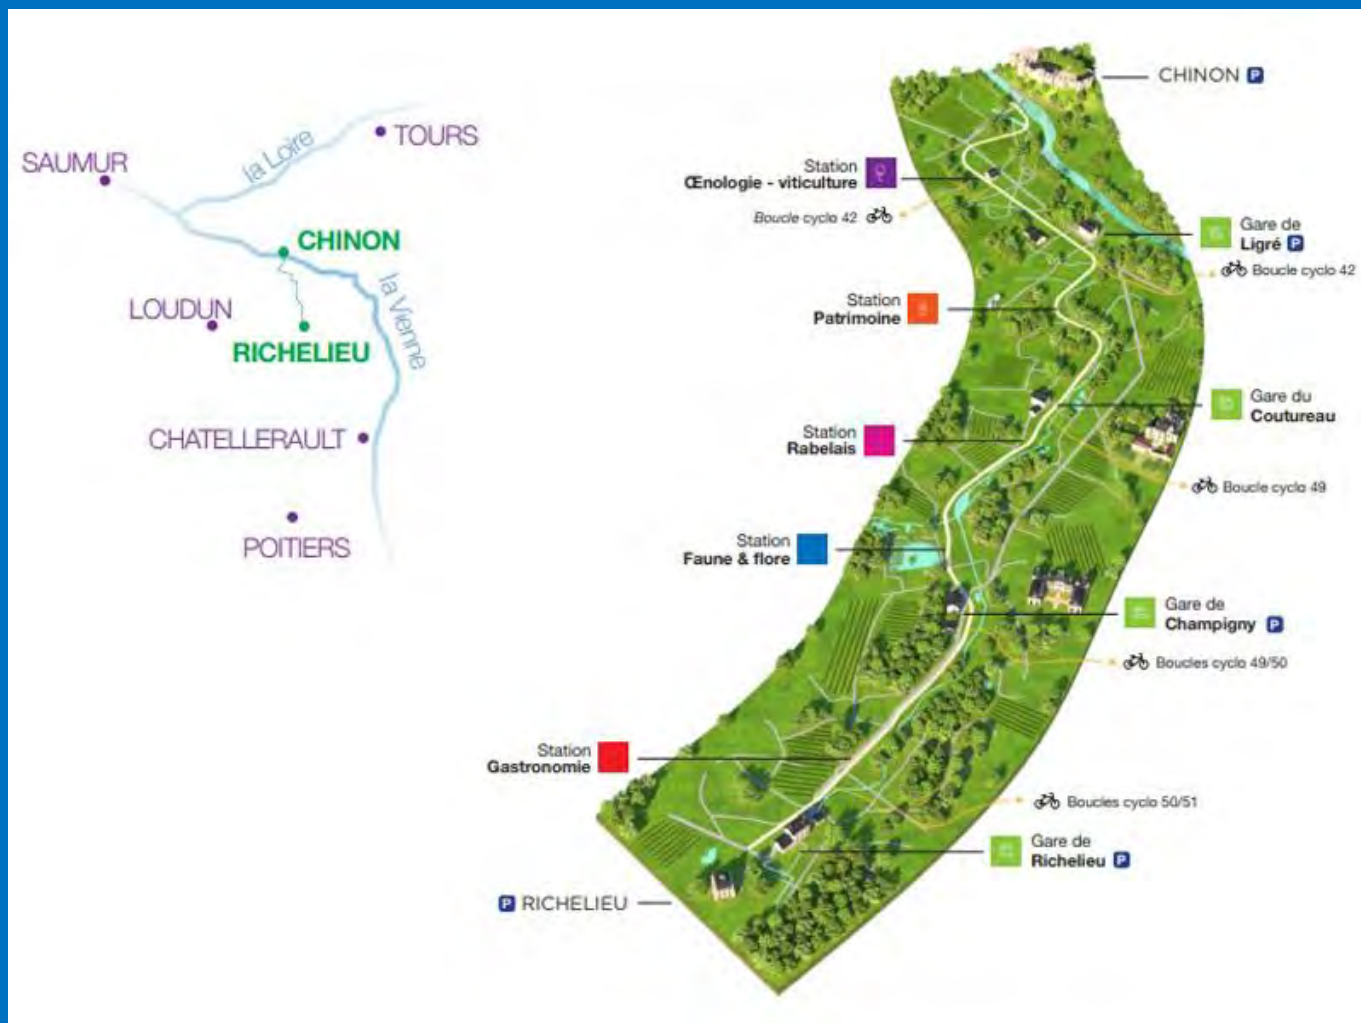 la Loire
TOURS
SAUMUR
CHINON
la Vienne
LOUDUN
RICHELIEU
CHATELLERAULT
POITIERS
CHINON P
Station
Œnologie - viticulture
Boucle cyclo 42
Gare de
Ligré P
Boucle cyclo 42
Station
Patrimoine
Gare du
Coutureau
Station
Rabelais
Boucle cyclo 49
Station
Faune & flore
Gare de
Champigny P
Boucles cyclo 49/50
Station
Gastronomie
Boucles cyclo 50/51
Gare de
Richelieu P
P RICHELIEU